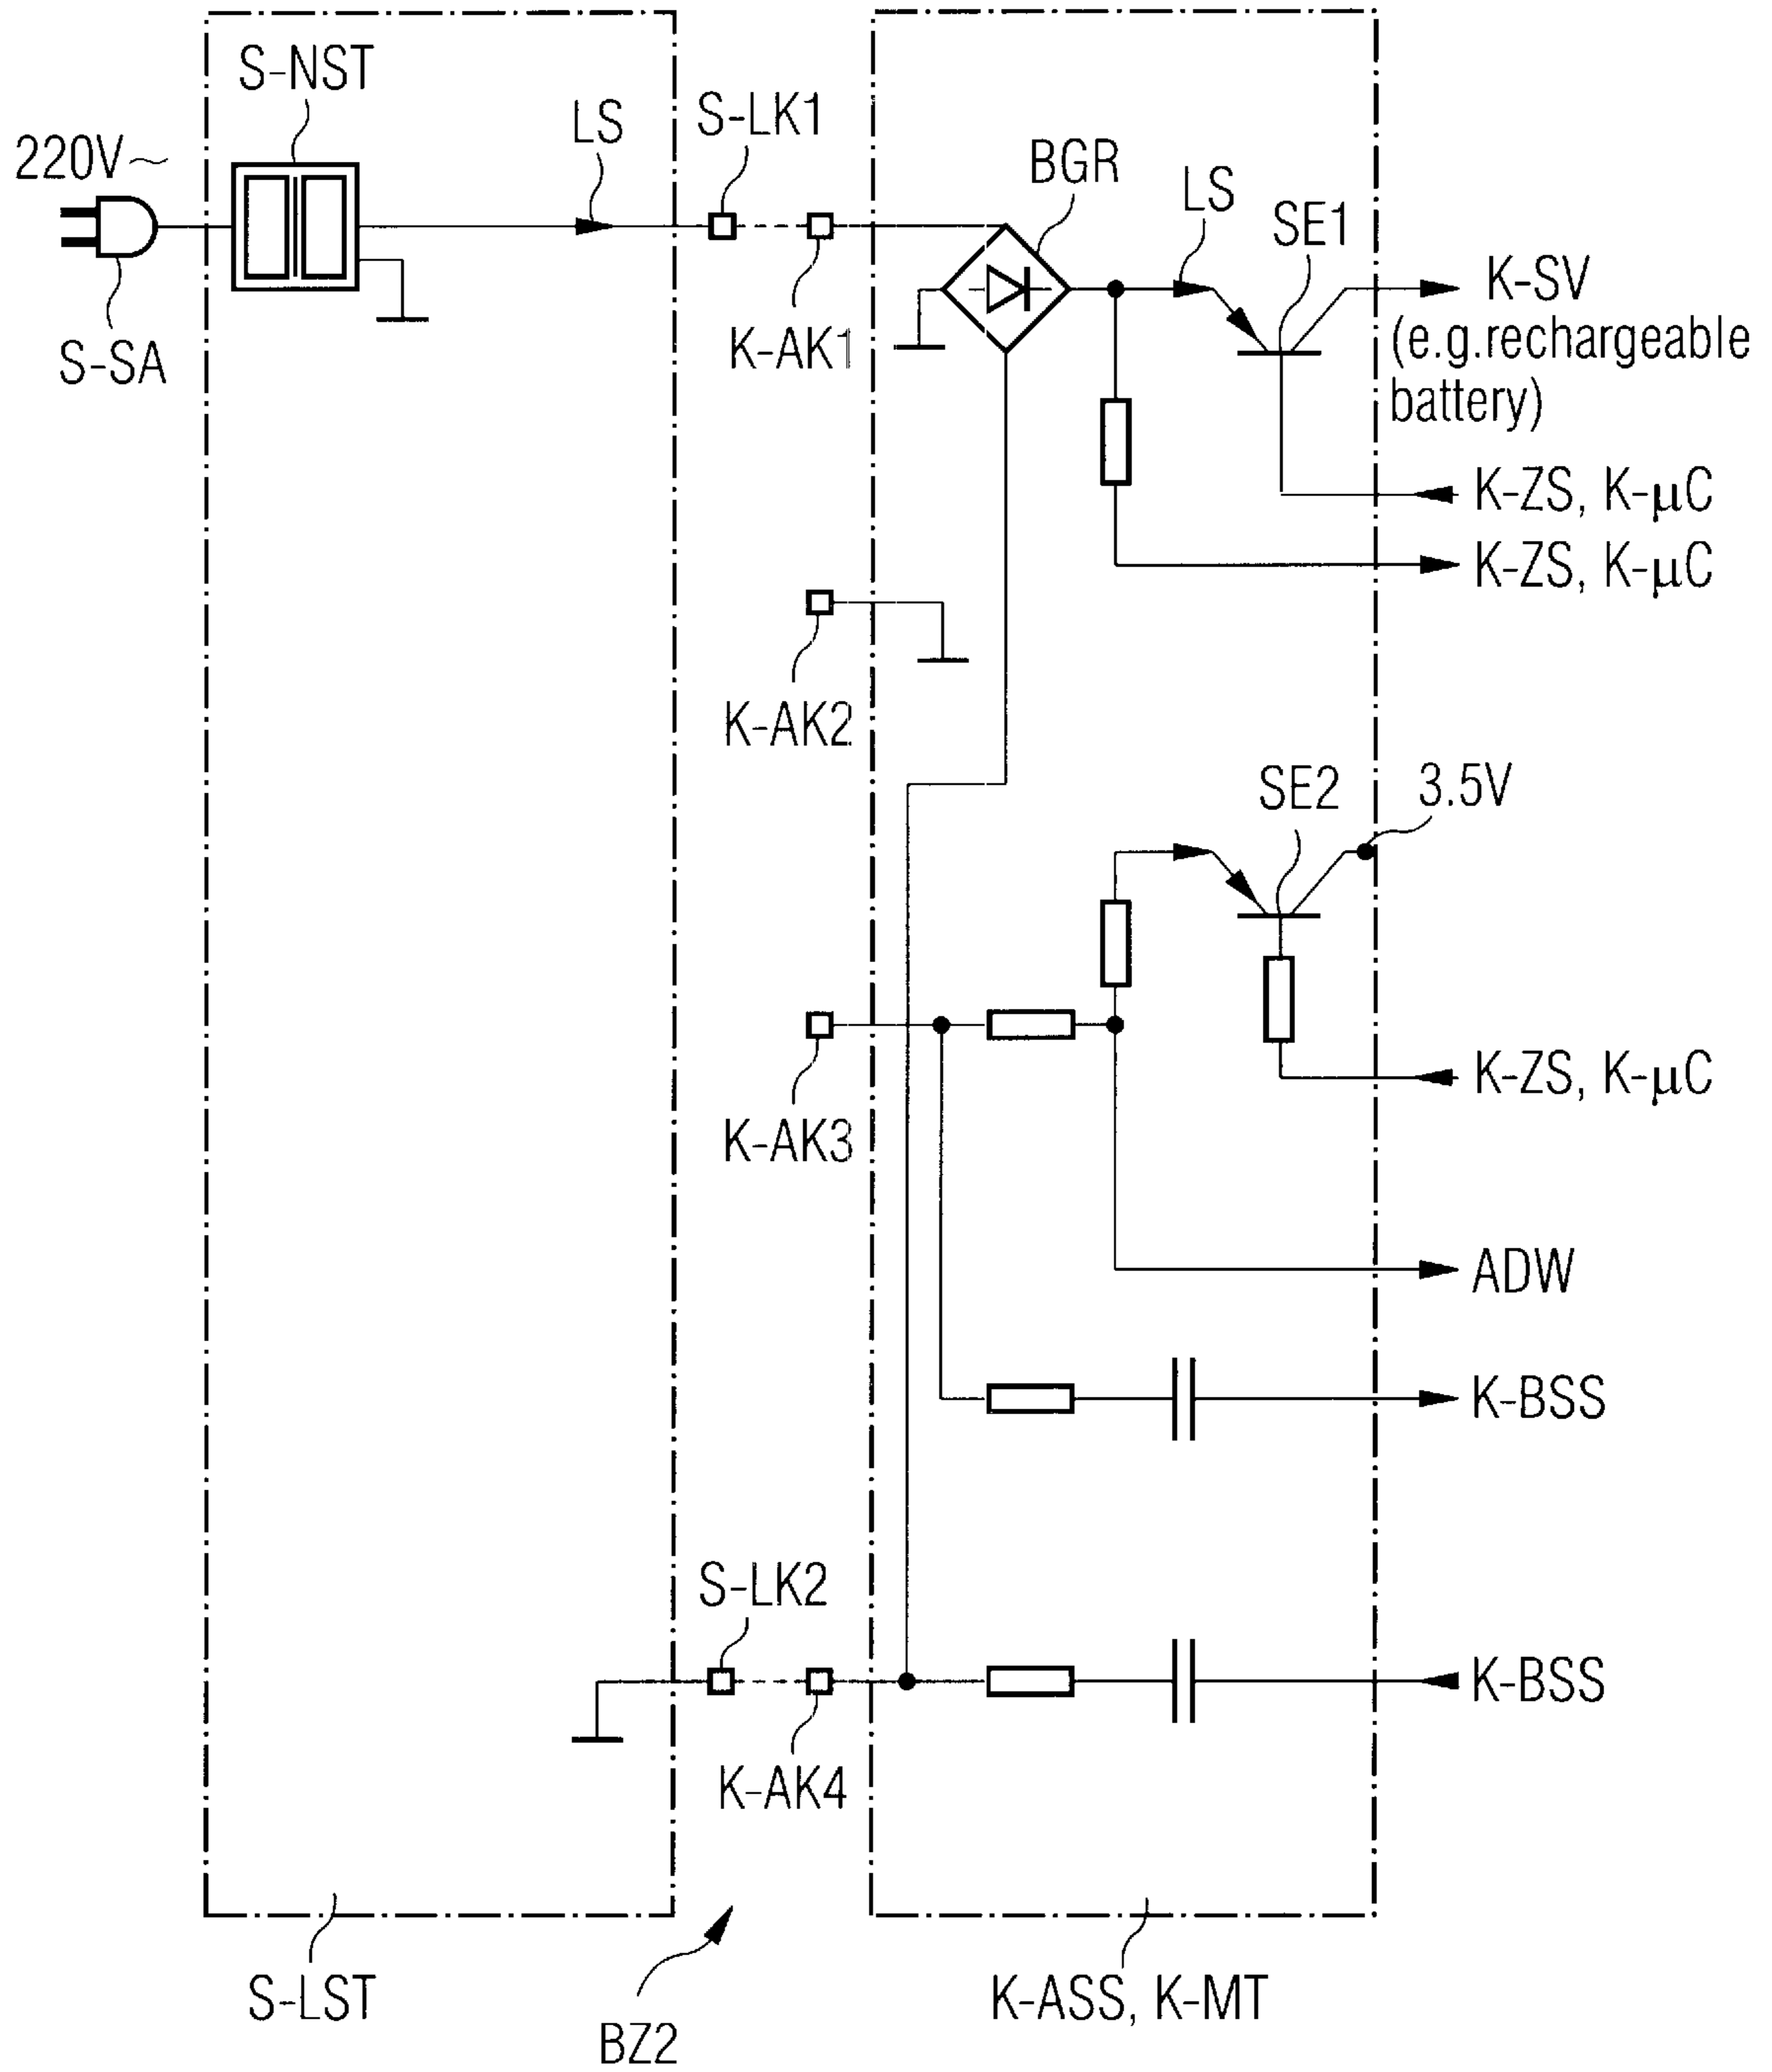 S-NST
LS
S-LK1
220V~
BGR
LS
SE1
S-SA
K-AK1
K-SV
(e.g.rechargeable
battery)
K-ZS, K-μC
K-ZS, K-μC
K-AK2
SE2
3.5V
K-ZS, K-μC
K-AK3
ADW
K-BSS
S-LK2
K-BSS
K-AK4
S-LST
K-ASS, K-MT
BZ2